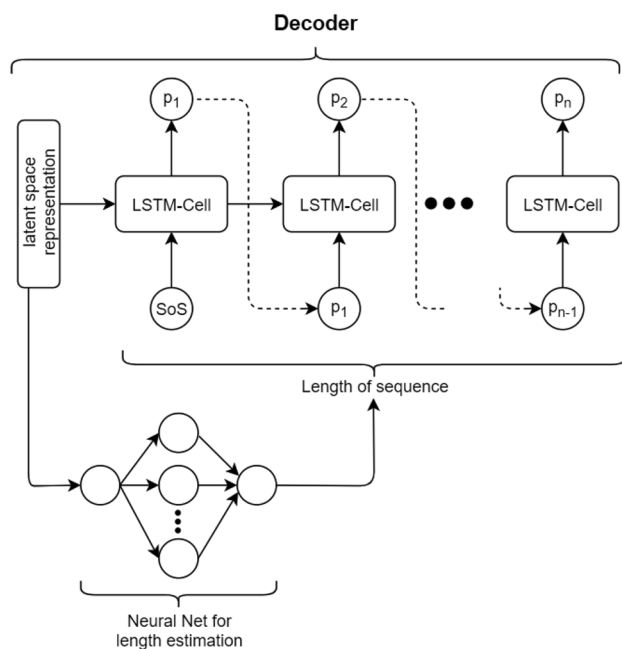 Decoder
p1
p2
pn
latent space
representation
LSTM-Cell
LSTM-Cell
LSTM-Cell
SoS
p1
pn-1
Length of sequence
Neural Net for
length estimation